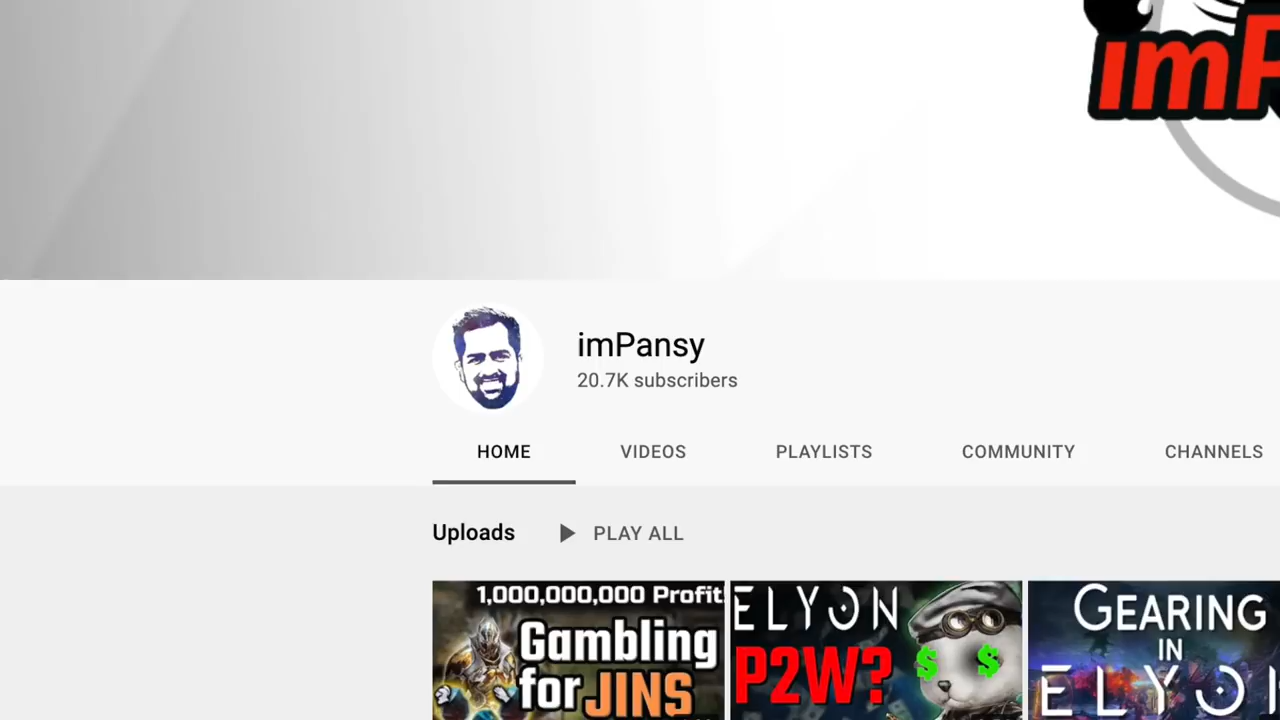 imP
imPansy
20.7K subscribers
HOME VIDEOS PLAYLISTS COMMUNITY CHANNELS
Uploads PLAY ALL
1,000,000,000 Profit
Gambling
for JINS
ELYON
P2W?
$ $
GEARING
IN
ELYO